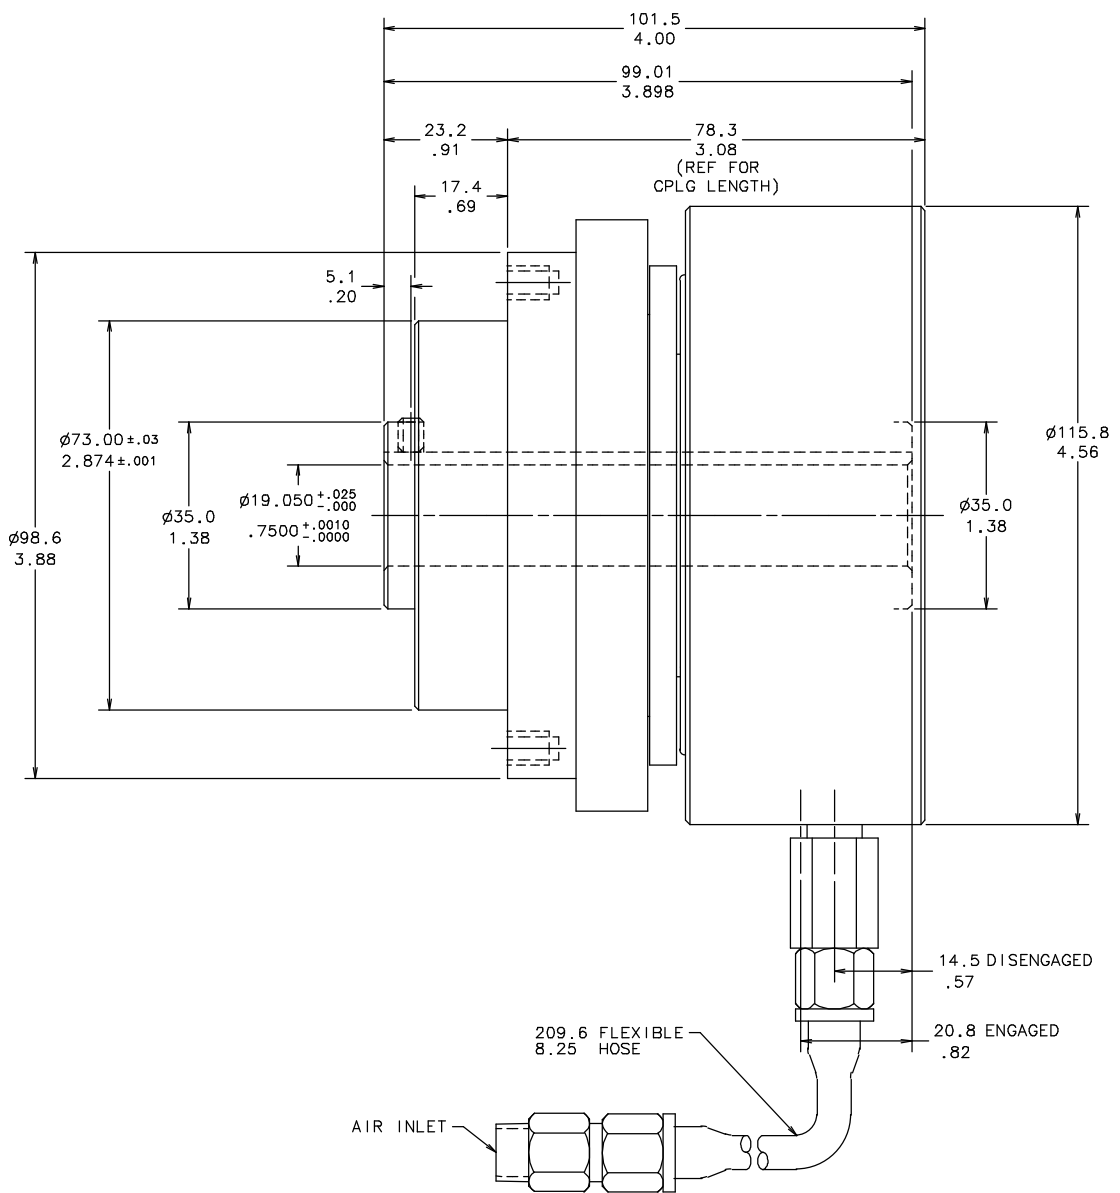 101.5
4.00
99.01
3.898
23.2
.91
78.3
3.08
(REF FOR
CPLG LENGTH)
17.4
.69
5.1
.20
Ø73.00±.03
2.874±.001
Ø115.8
4.56
Ø19.050 +.025 -.000
.7500 +.0010 -.0000
Ø35.0
1.38
Ø35.0
1.38
Ø98.6
3.88
14.5 DISENGAGED
.57
20.8 ENGAGED
.82
209.6 FLEXIBLE
8.25 HOSE
AIR INLET